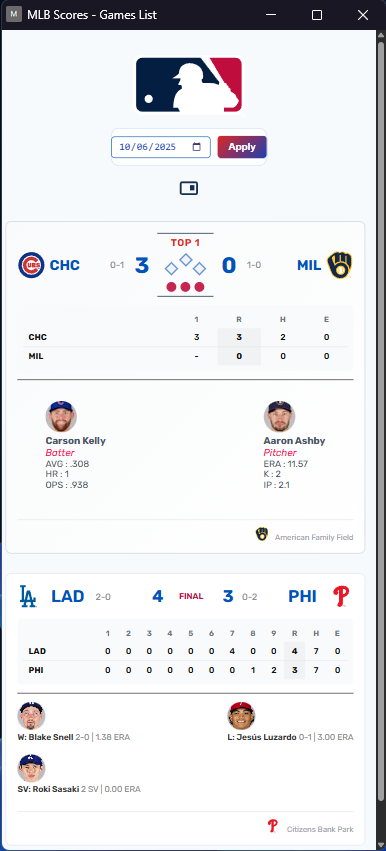 M MLB Scores - Games List
10/06/2025 Apply
TOP 1
CUBS CHC 0-1 3 0 1-0 MIL
1 R H E
CHC 3 3 2 0
MIL - 0 0 0
Carson Kelly Aaron Ashby
Batter Pitcher
AVG : .308 ERA : 11.57
HR : 1 K : 2
OPS : .938 IP : 2.1
American Family Field
LA LAD 2-0 4 FINAL 3 0-2 PHI P
1 2 3 4 5 6 7 8 9 R H E
LAD 0 0 0 0 0 0 4 0 0 4 7 0
PHI 0 0 0 0 0 0 0 1 2 3 7 0
W: Blake Snell 2-0 | 1.38 ERA L: Jesús Luzardo 0-1 | 3.00 ERA
SV: Roki Sasaki 2 SV | 0.00 ERA
P Citizens Bank Park